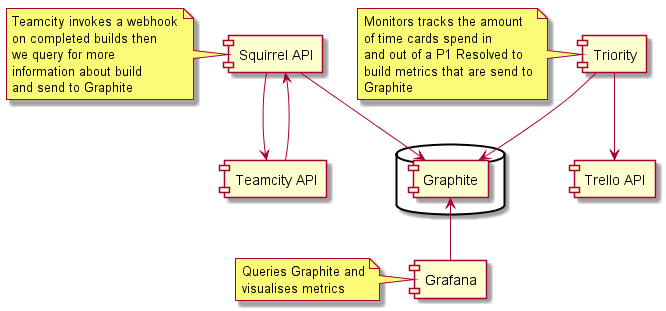 Teamcity invokes a webhook
on completed builds then
we query for more
information about build
and send to Graphite
Squirrel API
Monitors tracks the amount
of time cards spend in
and out of a P1 Resolved to
build metrics that are send to
Graphite
Triority
Teamcity API
Graphite
Trello API
Queries Graphite and
visualises metrics
Grafana